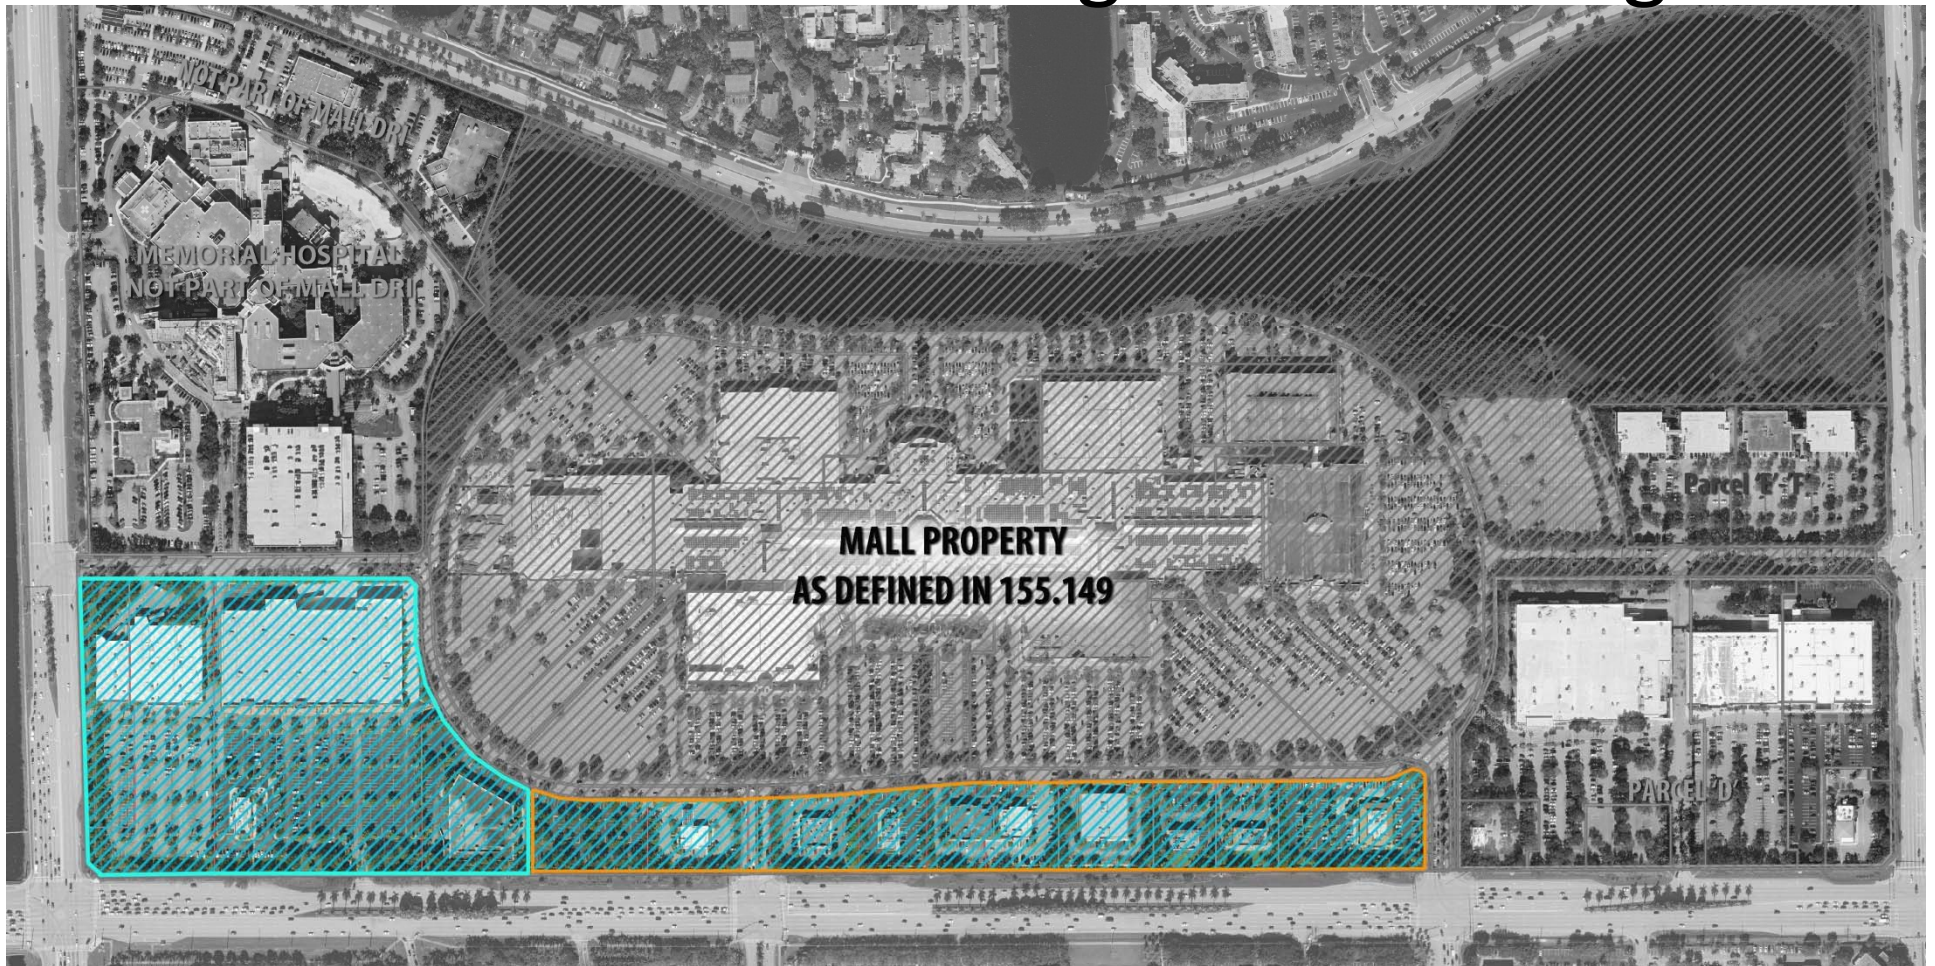 NOT PART OF MALL DRI
MEMORIAL HOSPITAL
NOT PART OF MALL DRI
MALL PROPERTY
AS DEFINED IN 155.149
Parcel 'E'-'F'
PARCEL 'D'